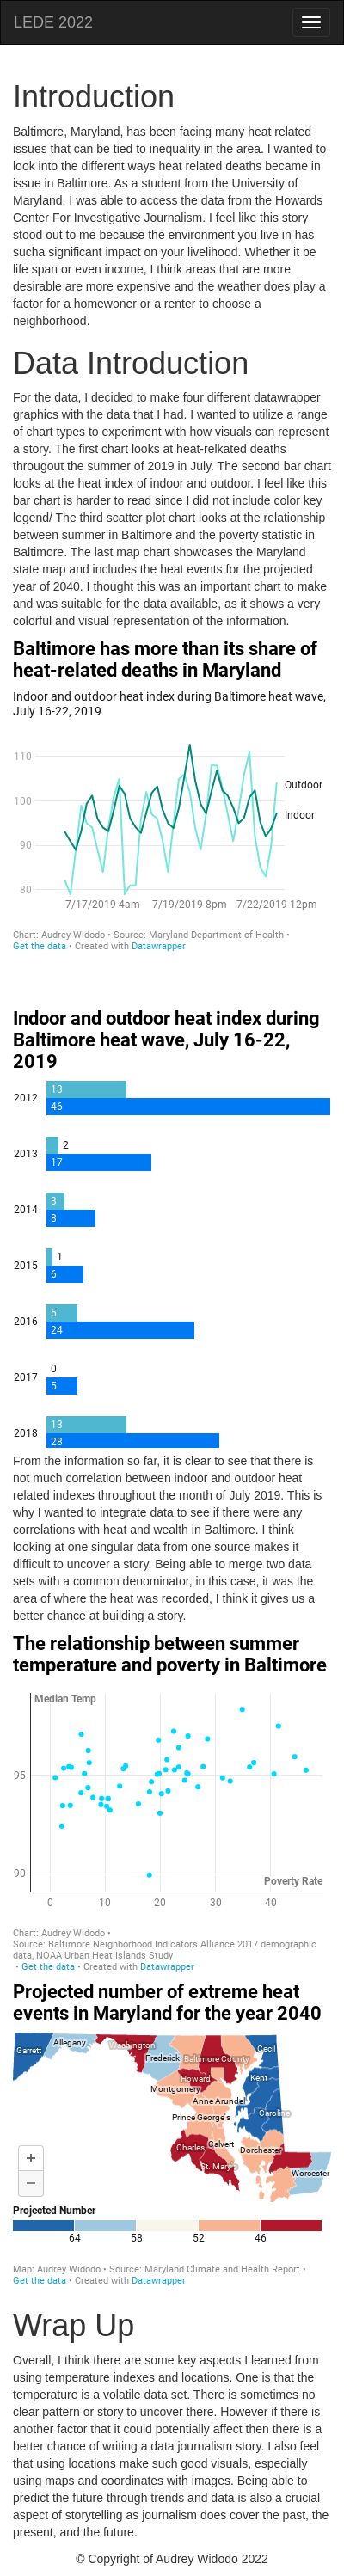 LEDE 2022
Introduction
Baltimore, Maryland, has been facing many heat related
issues that can be tied to inequality in the area. I wanted to
look into the different ways heat related deaths became in
issue in Baltimore. As a student from the University of
Maryland, I was able to access the data from the Howards
Center For Investigative Journalism. I feel like this story
stood out to me because the environment you live in has
sucha significant impact on your livelihood. Whether it be
life span or even income, I think areas that are more
desirable are more expensive and the weather does play a
factor for a homewoner or a renter to choose a
neighborhood.
Data Introduction
For the data, I decided to make four different datawrapper
graphics with the data that I had. I wanted to utilize a range
of chart types to experiment with how visuals can represent
a story. The first chart looks at heat-relkated deaths
througout the summer of 2019 in July. The second bar chart
looks at the heat index of indoor and outdoor. I feel like this
bar chart is harder to read since I did not include color key
legend/ The third scatter plot chart looks at the relationship
between summer in Baltimore and the poverty statistic in
Baltimore. The last map chart showcases the Maryland
state map and includes the heat events for the projected
year of 2040. I thought this was an important chart to make
and was suitable for the data available, as it shows a very
colorful and visual representation of the information.
Baltimore has more than its share of
heat-related deaths in Maryland
Indoor and outdoor heat index during Baltimore heat wave,
July 16-22, 2019
110
Outdoor
100
Indoor
90
80
7/17/2019 4am 7/19/2019 8pm 7/22/2019 12pm
Chart: Audrey Widodo • Source: Maryland Department of Health •
Get the data • Created with Datawrapper
Indoor and outdoor heat index during
Baltimore heat wave, July 16-22,
2019
13
2012
46
2
2013
17
3
2014
8
1
2015
6
5
2016
24
0
2017
5
13
2018
28
From the information so far, it is clear to see that there is
not much correlation between indoor and outdoor heat
related indexes throughout the month of July 2019. This is
why I wanted to integrate data to see if there were any
correlations with heat and wealth in Baltimore. I think
looking at one singular data from one source makes it
difficult to uncover a story. Being able to merge two data
sets with a common denominator, in this case, it was the
area of where the heat was recorded, I think it gives us a
better chance at building a story.
The relationship between summer
temperature and poverty in Baltimore
Median Temp
95
90
Poverty Rate
0 10 20 30 40
Chart: Audrey Widodo •
Source: Baltimore Neighborhood Indicators Alliance 2017 demographic
data, NOAA Urban Heat Islands Study
• Get the data • Created with Datawrapper
Projected number of extreme heat
events in Maryland for the year 2040
Garrett
Allegany
Washington
Frederick
Baltimore County
Cecil
Howard
Kent
Montgomery
Anne Arundel
Prince George's
Caroline
Charles
Calvert
Dorchester
St. Mary's
Worcester
+
−
Projected Number
64 58 52 46
Map: Audrey Widodo • Source: Maryland Climate and Health Report •
Get the data • Created with Datawrapper
Wrap Up
Overall, I think there are some key aspects I learned from
using temperature indexes and locations. One is that the
temperature is a volatile data set. There is sometimes no
clear pattern or story to uncover there. However if there is
another factor that it could potentially affect then there is a
better chance of writing a data journalism story. I also feel
that using locations make such good visuals, especially
using maps and coordinates with images. Being able to
predict the future through trends and data is also a crucial
aspect of storytelling as journalism does cover the past, the
present, and the future.
© Copyright of Audrey Widodo 2022